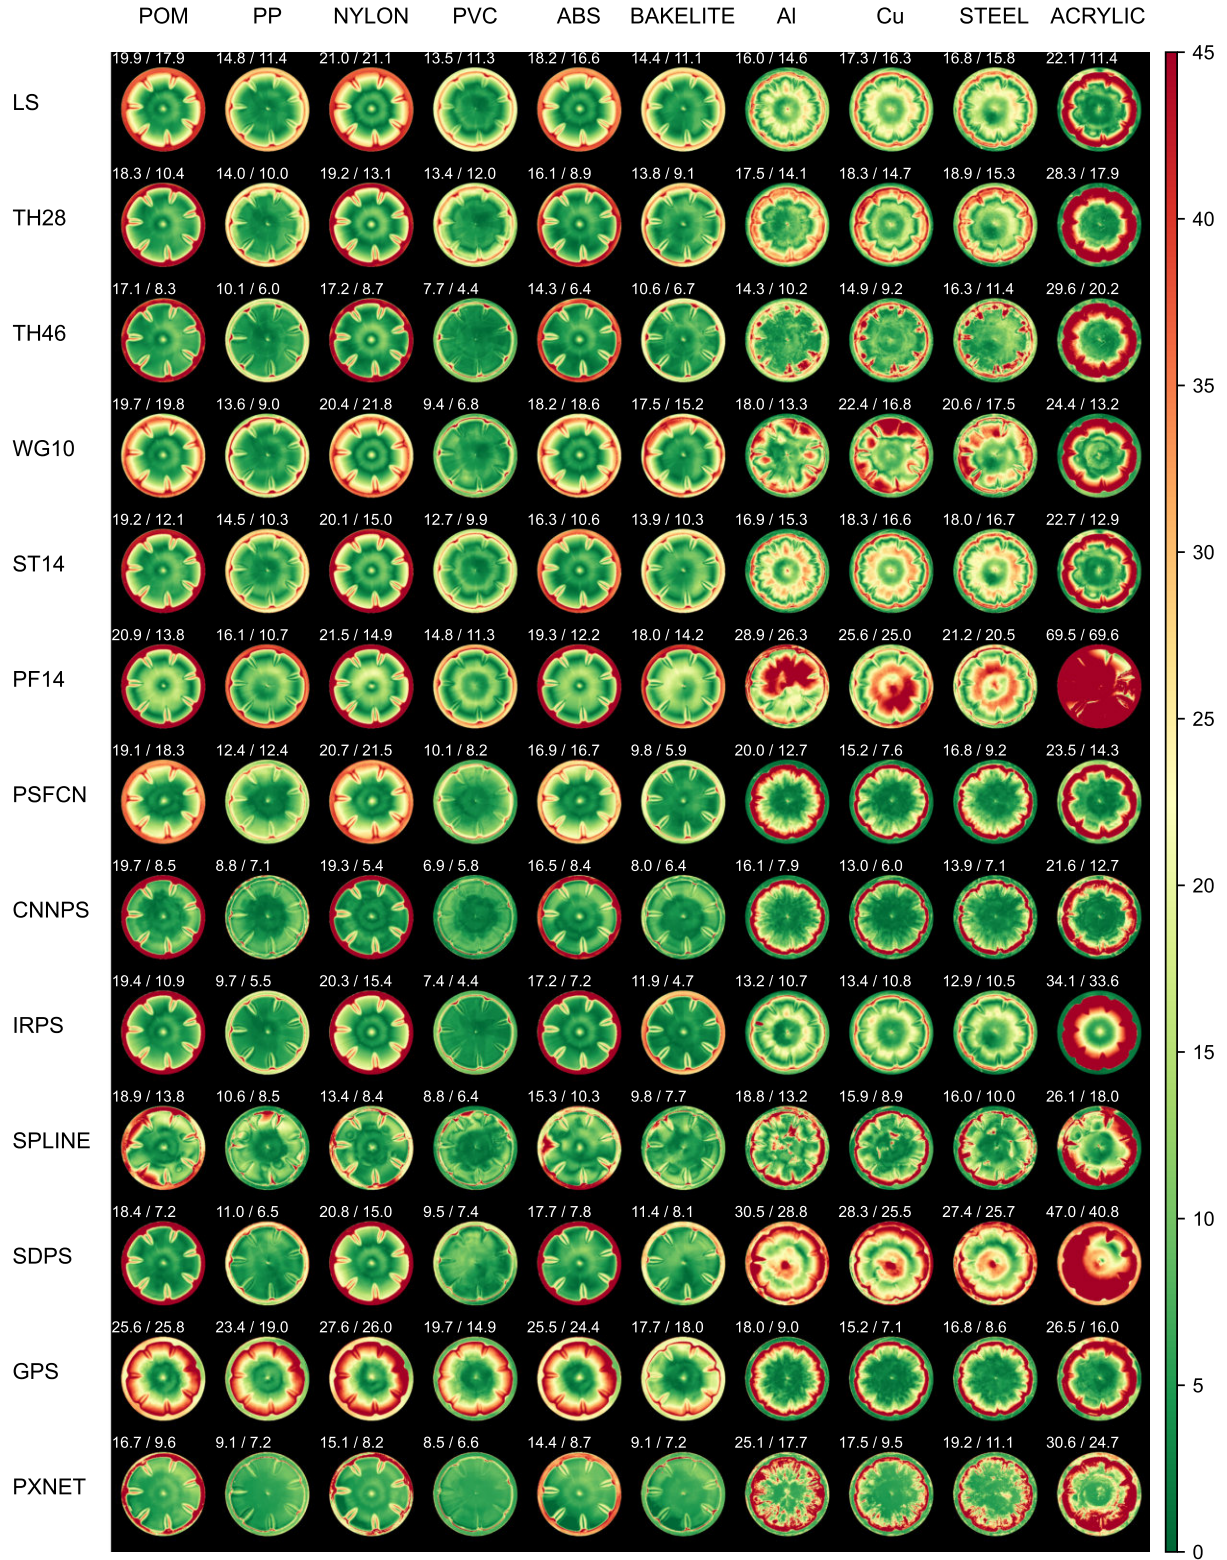 POM PP NYLON PVC ABS BAKELITE Al Cu STEEL ACRYLIC
45
19.9 / 17.9 14.8 / 11.4 21.0 / 21.1 13.5 / 11.3 18.2 / 16.6 14.4 / 11.1 16.0 / 14.6 17.3 / 16.3 16.8 / 15.8 22.1 / 11.4
LS
18.3 / 10.4 14.0 / 10.0 19.2 / 13.1 13.4 / 12.0 16.1 / 8.9 13.8 / 9.1 17.5 / 14.1 18.3 / 14.7 18.9 / 15.3 28.3 / 17.9
TH28
40
17.1 / 8.3 10.1 / 6.0 17.2 / 8.7 7.7 / 4.4 14.3 / 6.4 10.6 / 6.7 14.3 / 10.2 14.9 / 9.2 16.3 / 11.4 29.6 / 20.2
TH46
35
19.7 / 19.8 13.6 / 9.0 20.4 / 21.8 9.4 / 6.8 18.2 / 18.6 17.5 / 15.2 18.0 / 13.3 22.4 / 16.8 20.6 / 17.5 24.4 / 13.2
WG10
19.2 / 12.1 14.5 / 10.3 20.1 / 15.0 12.7 / 9.9 16.3 / 10.6 13.9 / 10.3 16.9 / 15.3 18.3 / 16.6 18.0 / 16.7 22.7 / 12.9
30
ST14
20.9 / 13.8 16.1 / 10.7 21.5 / 14.9 14.8 / 11.3 19.3 / 12.2 18.0 / 14.2 28.9 / 26.3 25.6 / 25.0 21.2 / 20.5 69.5 / 69.6
PF14
25
19.1 / 18.3 12.4 / 12.4 20.7 / 21.5 10.1 / 8.2 16.9 / 16.7 9.8 / 5.9 20.0 / 12.7 15.2 / 7.6 16.8 / 9.2 23.5 / 14.3
PSFCN
19.7 / 8.5 8.8 / 7.1 19.3 / 5.4 6.9 / 5.8 16.5 / 8.4 8.0 / 6.4 16.1 / 7.9 13.0 / 6.0 13.9 / 7.1 21.6 / 12.7
20
CNNPS
19.4 / 10.9 9.7 / 5.5 20.3 / 15.4 7.4 / 4.4 17.2 / 7.2 11.9 / 4.7 13.2 / 10.7 13.4 / 10.8 12.9 / 10.5 34.1 / 33.6
IRPS
15
18.9 / 13.8 10.6 / 8.5 13.4 / 8.4 8.8 / 6.4 15.3 / 10.3 9.8 / 7.7 18.8 / 13.2 15.9 / 8.9 16.0 / 10.0 26.1 / 18.0
SPLINE
18.4 / 7.2 11.0 / 6.5 20.8 / 15.0 9.5 / 7.4 17.7 / 7.8 11.4 / 8.1 30.5 / 28.8 28.3 / 25.5 27.4 / 25.7 47.0 / 40.8
10
SDPS
25.6 / 25.8 23.4 / 19.0 27.6 / 26.0 19.7 / 14.9 25.5 / 24.4 17.7 / 18.0 18.0 / 9.0 15.2 / 7.1 16.8 / 8.6 26.5 / 16.0
GPS
5
16.7 / 9.6 9.1 / 7.2 15.1 / 8.2 8.5 / 6.6 14.4 / 8.7 9.1 / 7.2 25.1 / 17.7 17.5 / 9.5 19.2 / 11.1 30.6 / 24.7
PXNET
0